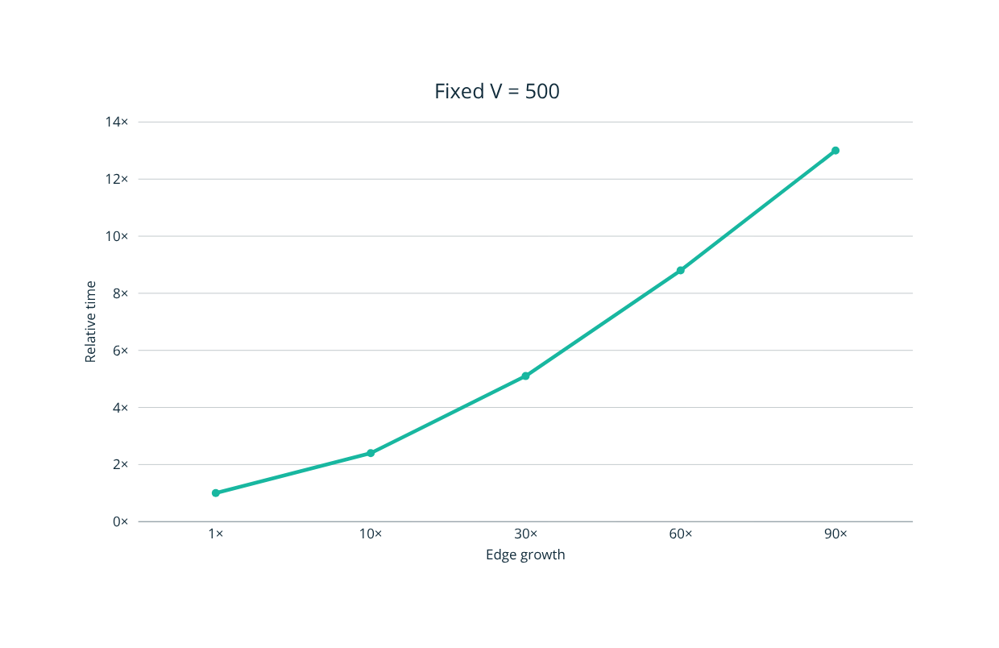 Fixed V = 500
14×
12×
10×
8×
6×
4×
2×
0×
Relative time
1× 10× 30× 60× 90×
Edge growth